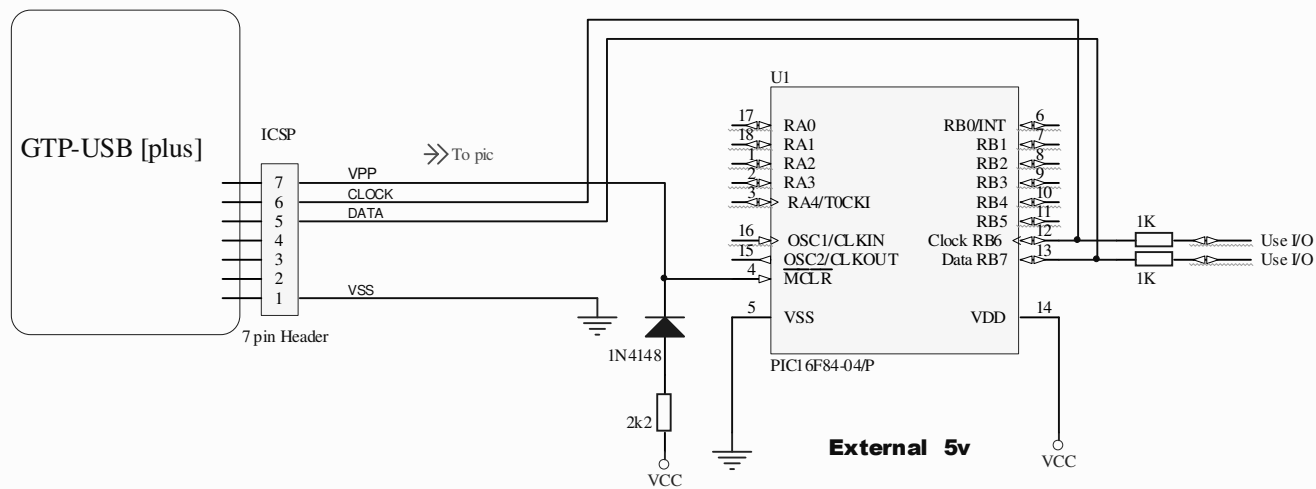 GTP-USB [plus]
ICSP
7
6
5
4
3
2
1
7 pin Header
VPP
CLOCK
DATA
VSS
To pic
1N4148
2k2
VCC
U1
17 RA0
18 RA1
1 RA2
2 RA3
3 RA4/T0CKI
16 OSC1/CLKIN
15 OSC2/CLKOUT
4 MCLR
5 VSS
RB0/INT 6
RB1 7
RB2 8
RB3 9
RB4 10
RB5 11
Clock RB6 12
Data RB7 13
VDD 14
PIC16F84-04/P
1K
Use I/O
Use I/O
1K
External 5v
VCC